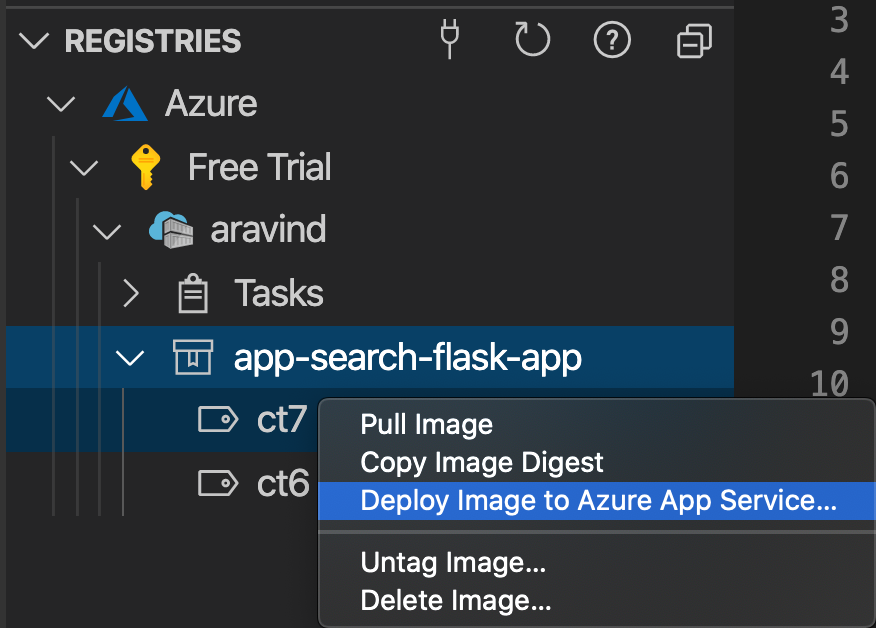 REGISTRIES
Azure
Free Trial
aravind
Tasks
app-search-flask-app
ct7
ct6
Pull Image
Copy Image Digest
Deploy Image to Azure App Service...
Untag Image...
Delete Image...
3
4
5
6
7
8
9
10